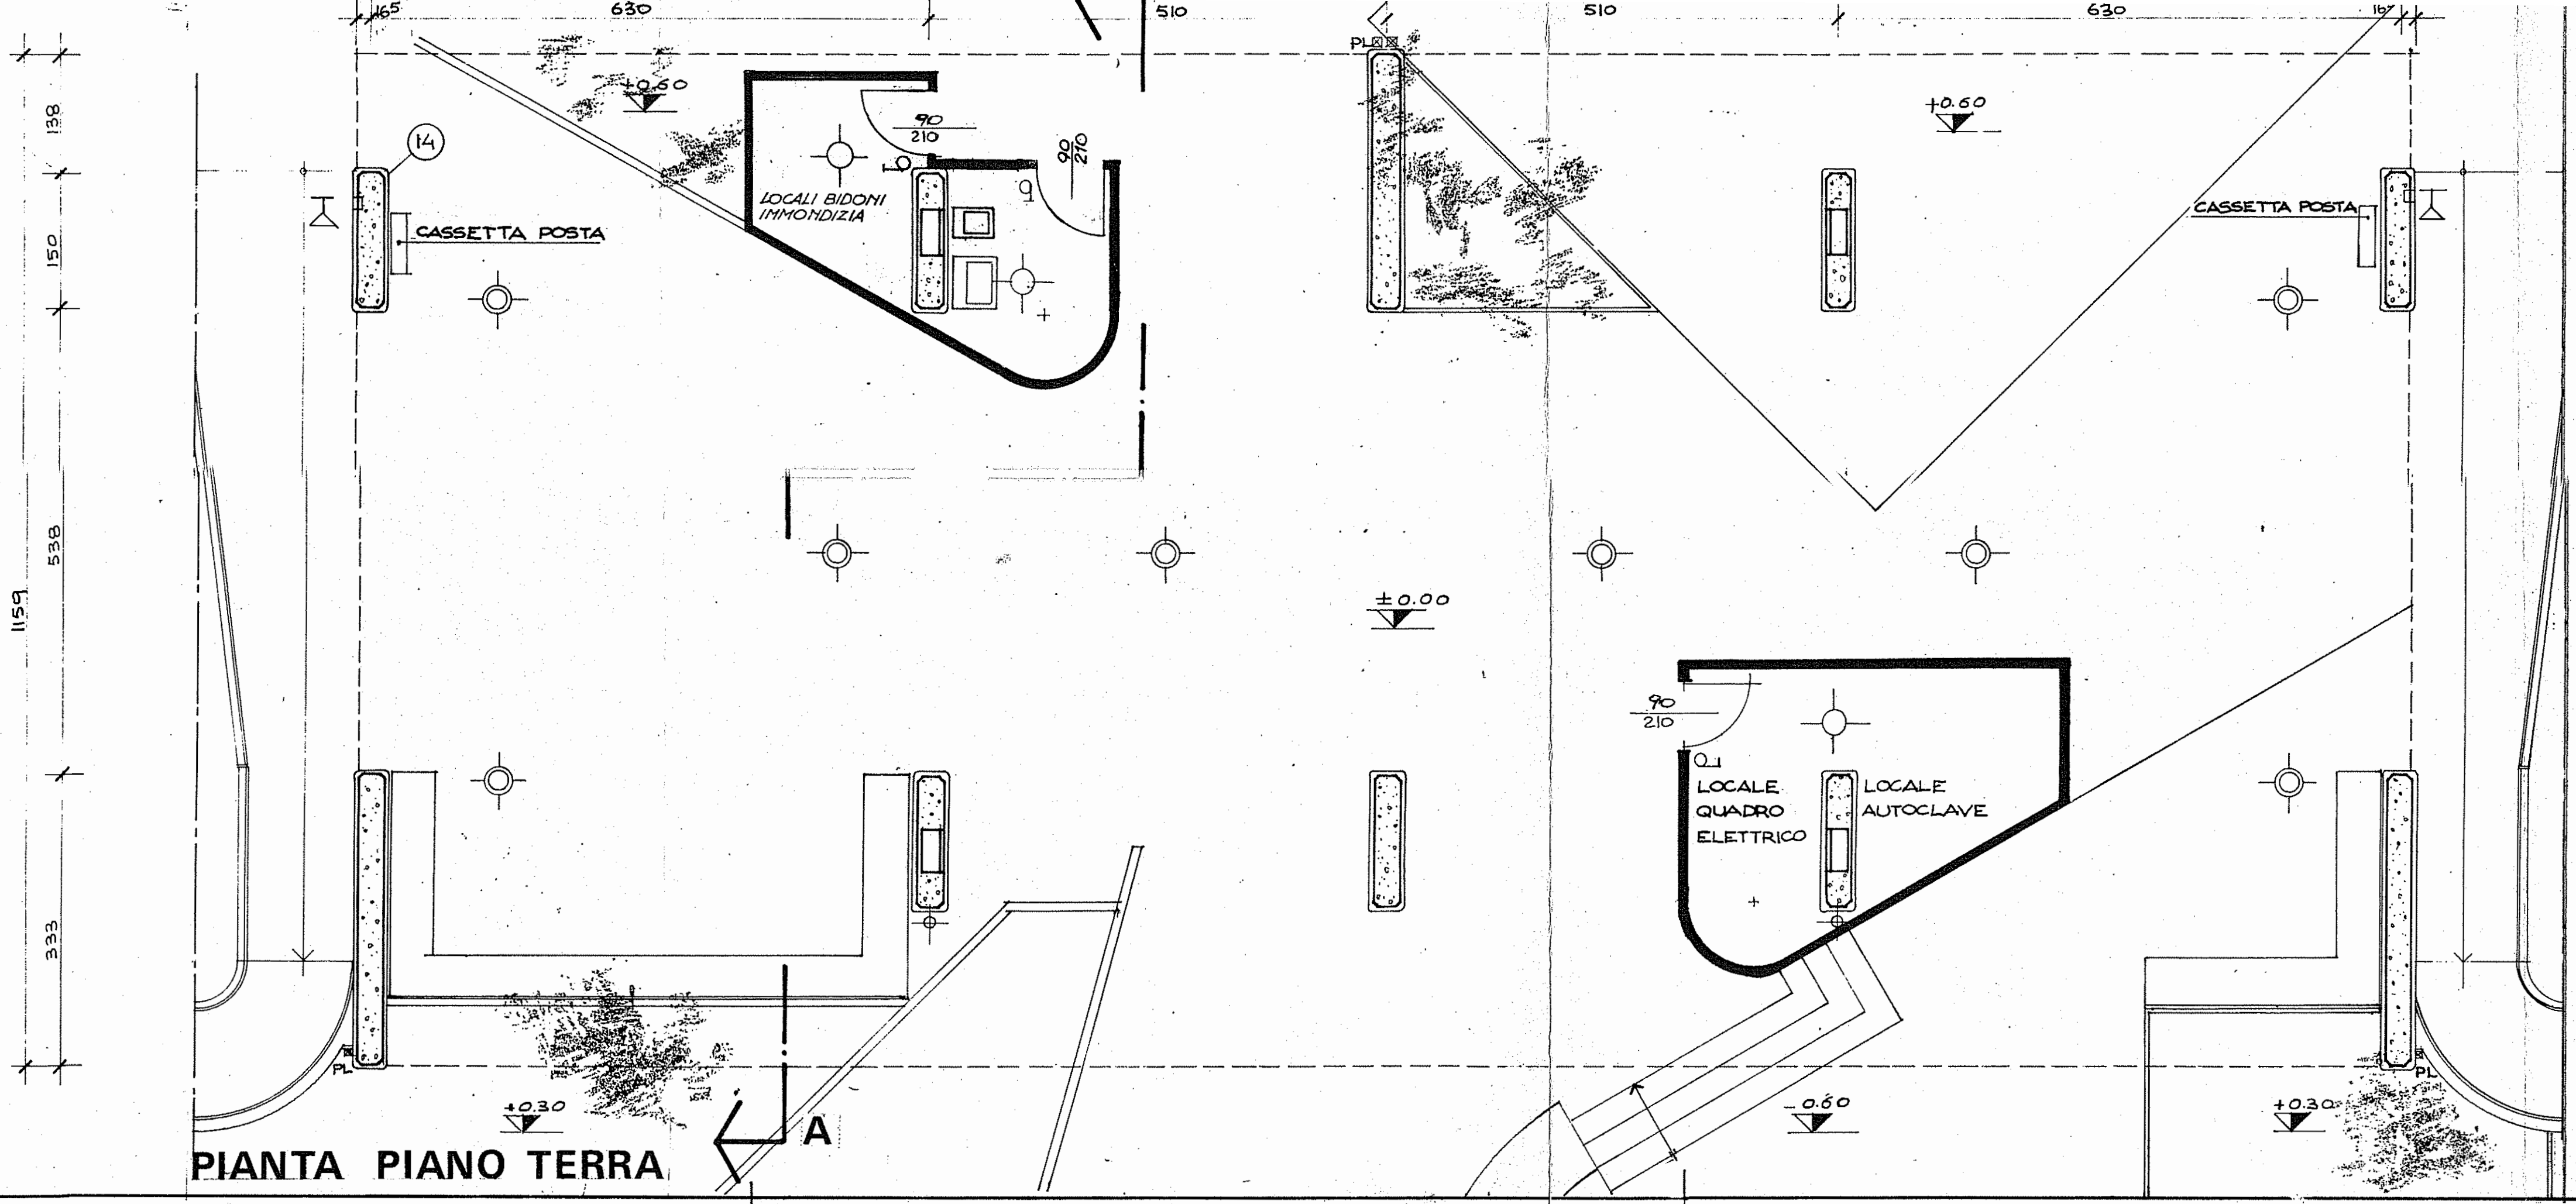 165
630
510
510
630
PL
+0.60
+0.60
138
14
90
210
90
210
LOCALI BIDONI
IMMONDIZIA
CASSETTA POSTA
CASSETTA POSTA
150
538
1159
±0.00
90
210
LOCALE
QUADRO
ELETTRICO
LOCALE
AUTOCLAVE
333
PL
PL
+0.30
-0.60
+0.30
A
PIANTA PIANO TERRA